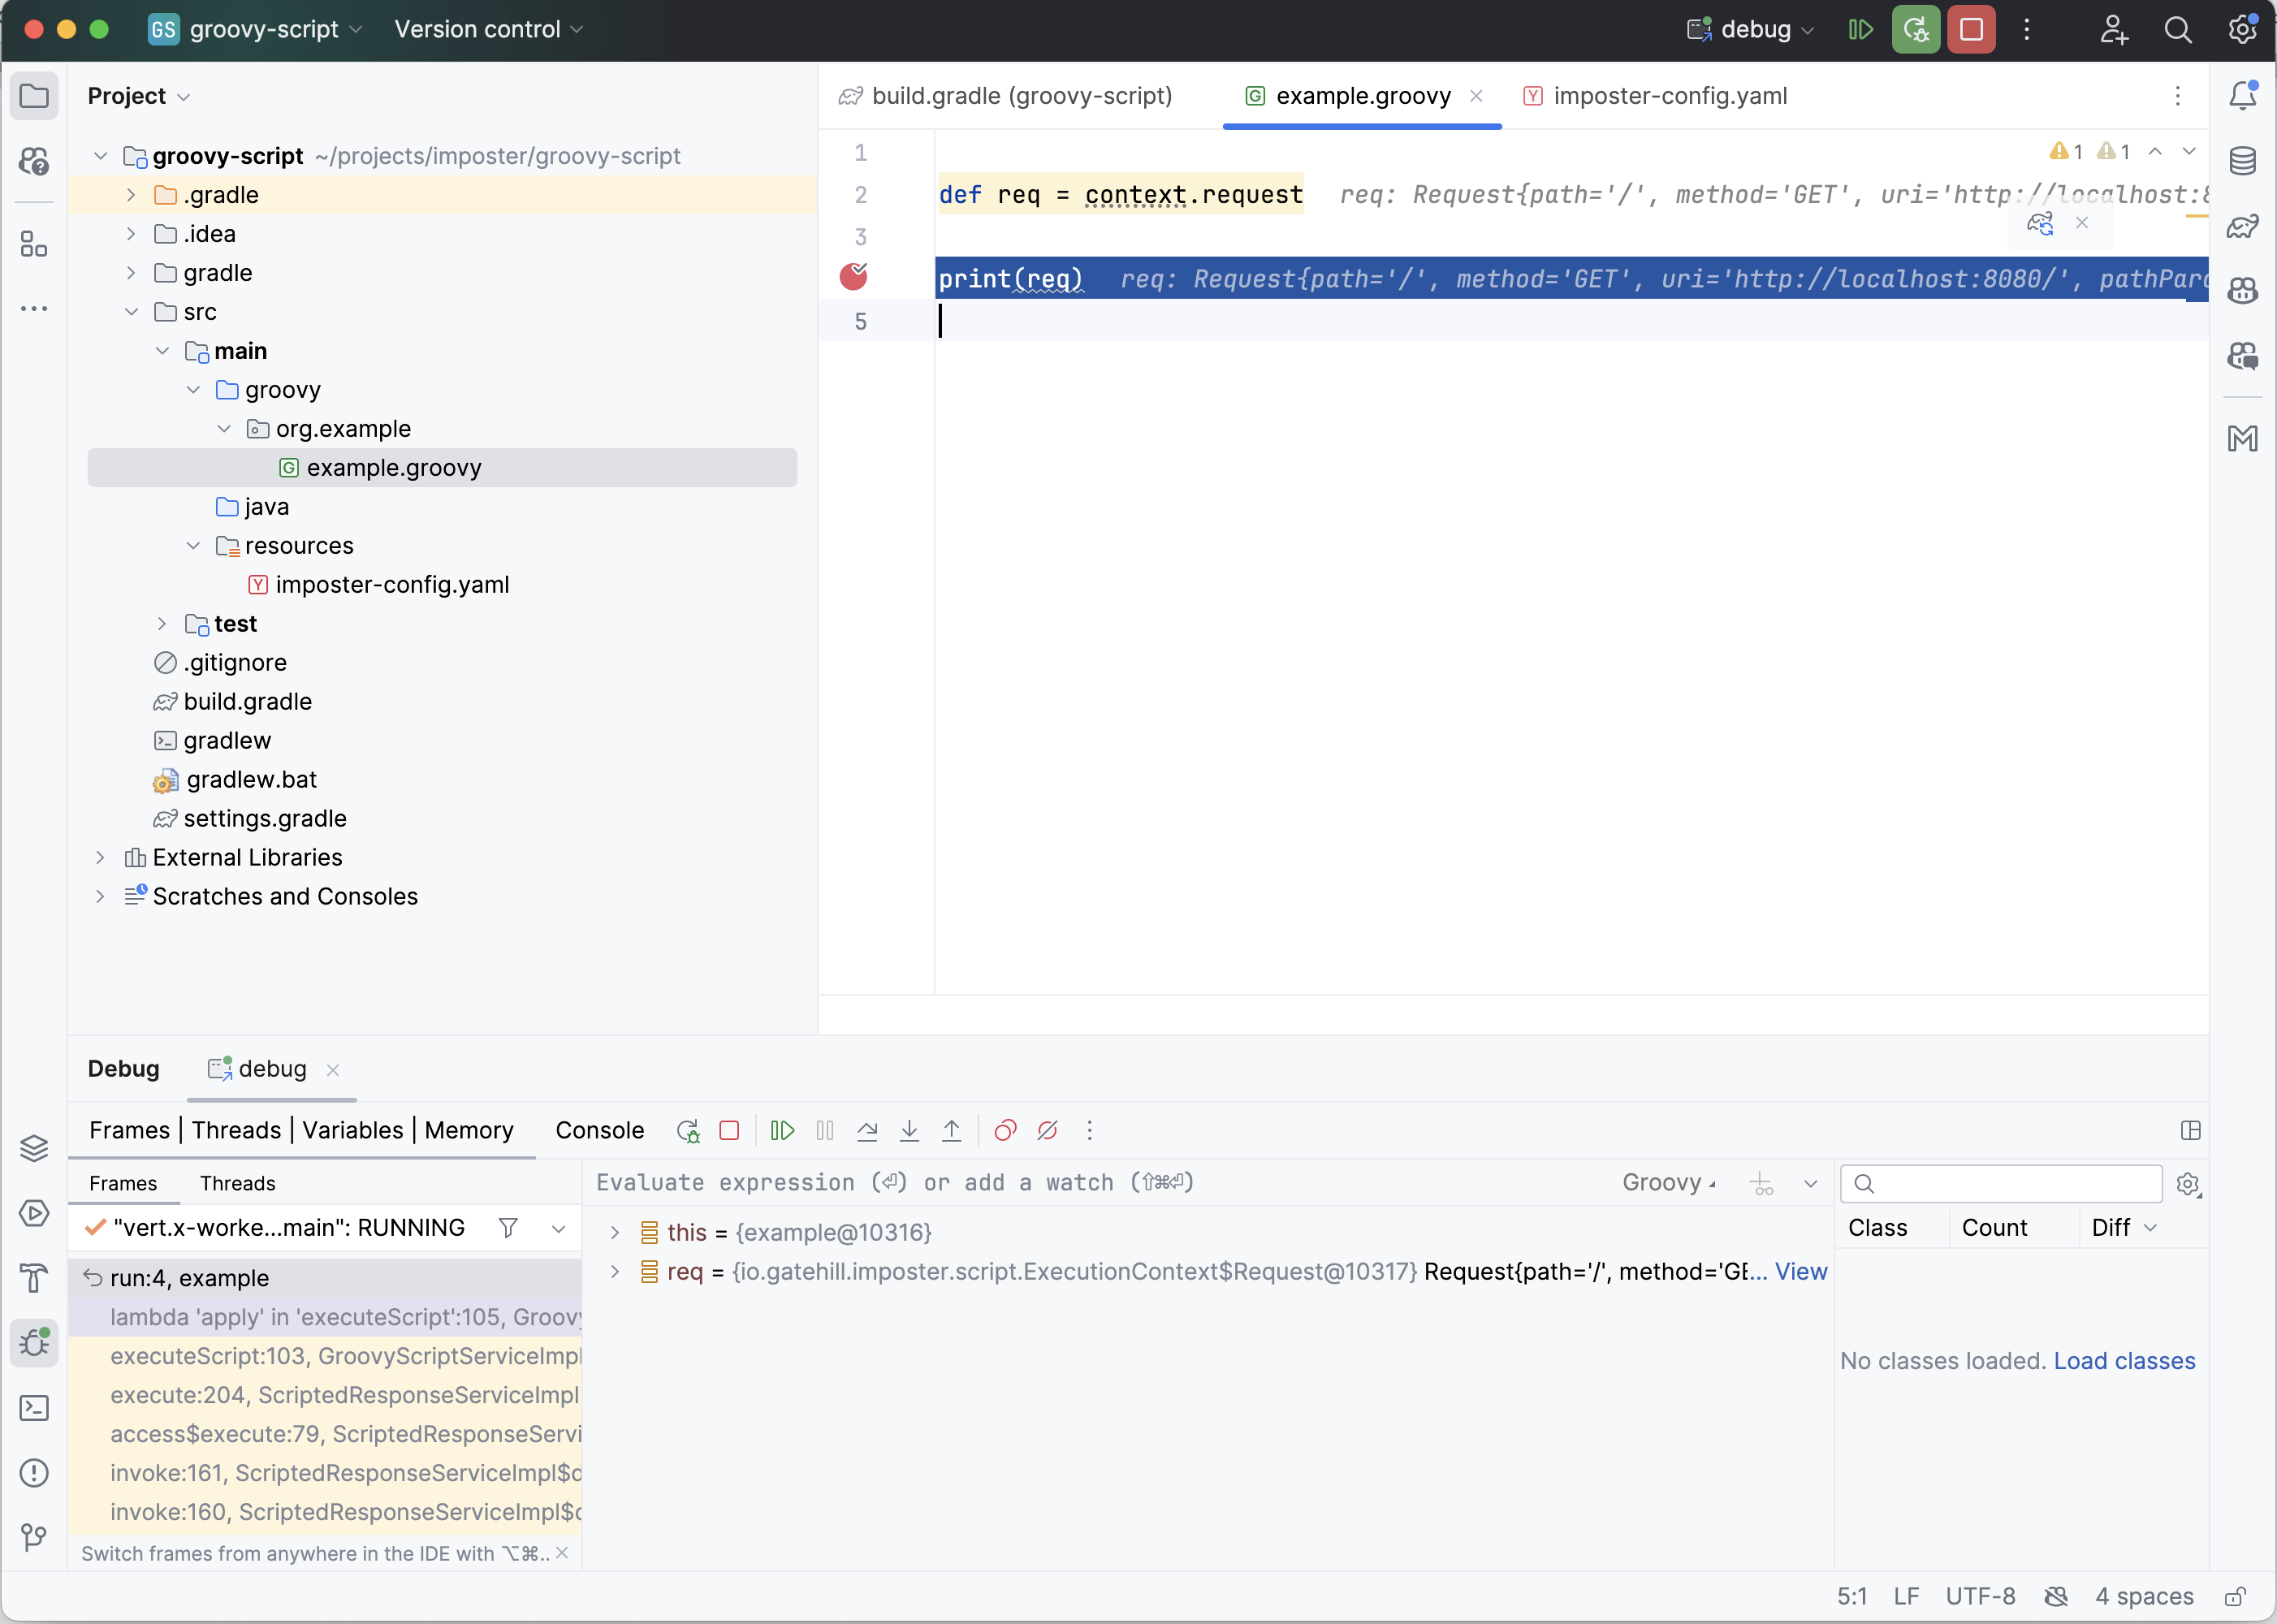 GS groovy-script Version control debug
Project
groovy-script ~/projects/imposter/groovy-script
.gradle
.idea
gradle
src
main
groovy
org.example
G example.groovy
java
resources
Y imposter-config.yaml
test
.gitignore
build.gradle
gradlew
gradlew.bat
settings.gradle
External Libraries
Scratches and Consoles
build.gradle (groovy-script) G example.groovy Y imposter-config.yaml
1 1
1
2 def req = context.request req: Request{path='/', method='GET', uri='http://localhost:8
3
print(req) req: Request{path='/', method='GET', uri='http://localhost:8080/', pathPara
5
Debug debug
Frames | Threads | Variables | Memory Console
Frames Threads
"vert.x-worke...main": RUNNING
run:4, example
lambda 'apply' in 'executeScript':105, Groovy
executeScript:103, GroovyScriptServiceImpl
execute:204, ScriptedResponseServiceImpl
access$execute:79, ScriptedResponseServi
invoke:161, ScriptedResponseServiceImpl$d
invoke:160, ScriptedResponseServiceImpl$d
Switch frames from anywhere in the IDE with ⌥⌘..
Evaluate expression (⏎) or add a watch (⇧⌘⏎) Groovy
this = {example@10316}
req = {io.gatehill.imposter.script.ExecutionContext$Request@10317} Request{path='/', method='GE... View
Class Count Diff
No classes loaded. Load classes
5:1 LF UTF-8 4 spaces